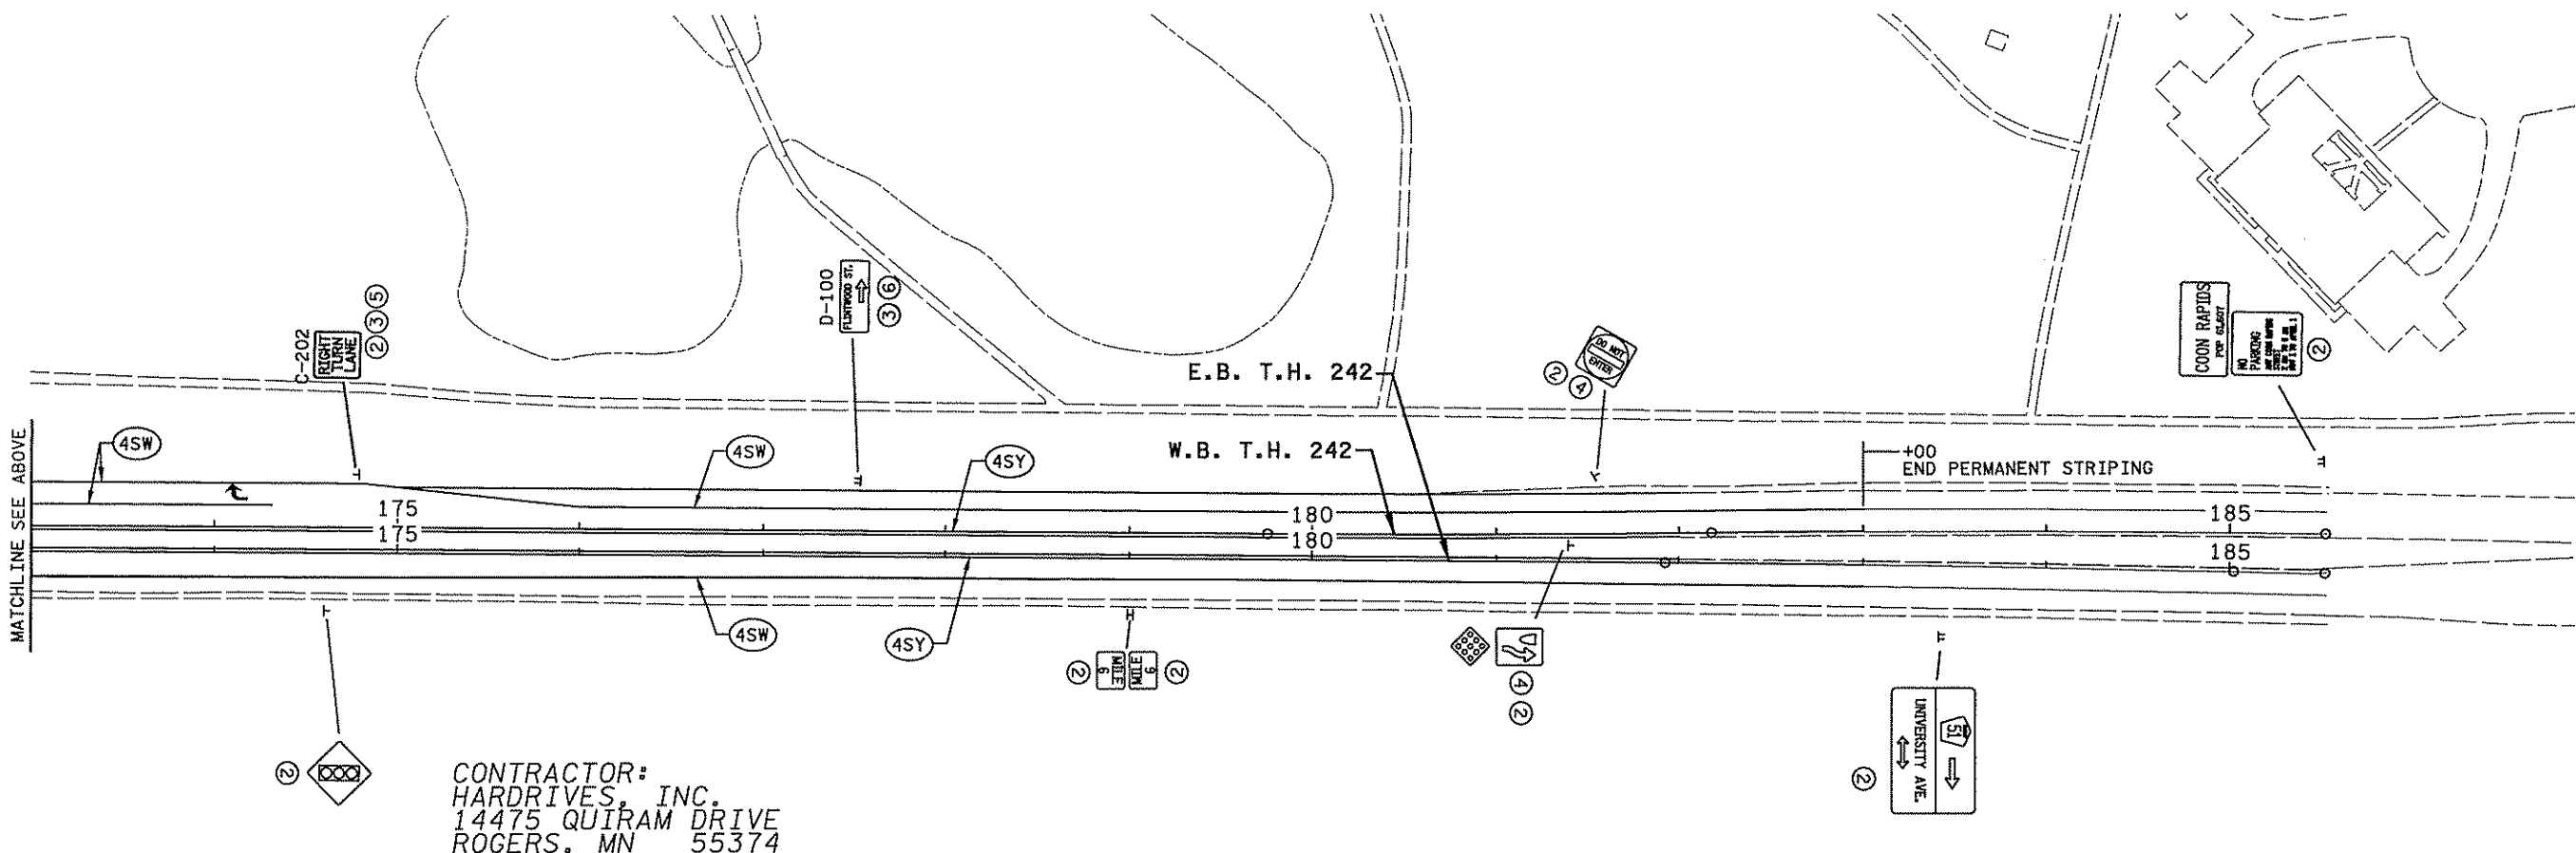 MATCHLINE SEE ABOVE
4SW
C-202
RIGHT
TURN
LANE
2 3 5
D-100
FLINTWOOD ST.
3 6
4SW
4SY
E.B. T.H. 242
W.B. T.H. 242
DO NOT
ENTER
2 4
+00
END PERMANENT STRIPING
COON RAPIDS
POP 61,607
NO
PARKING
2
175
175
180
180
185
185
4SW
4SY
MILE
6
2
MILE
6
2
4 2
51
UNIVERSITY AVE.
2
2
CONTRACTOR:
HARDRIVES, INC.
14475 QUIRAM DRIVE
ROGERS, MN 55374